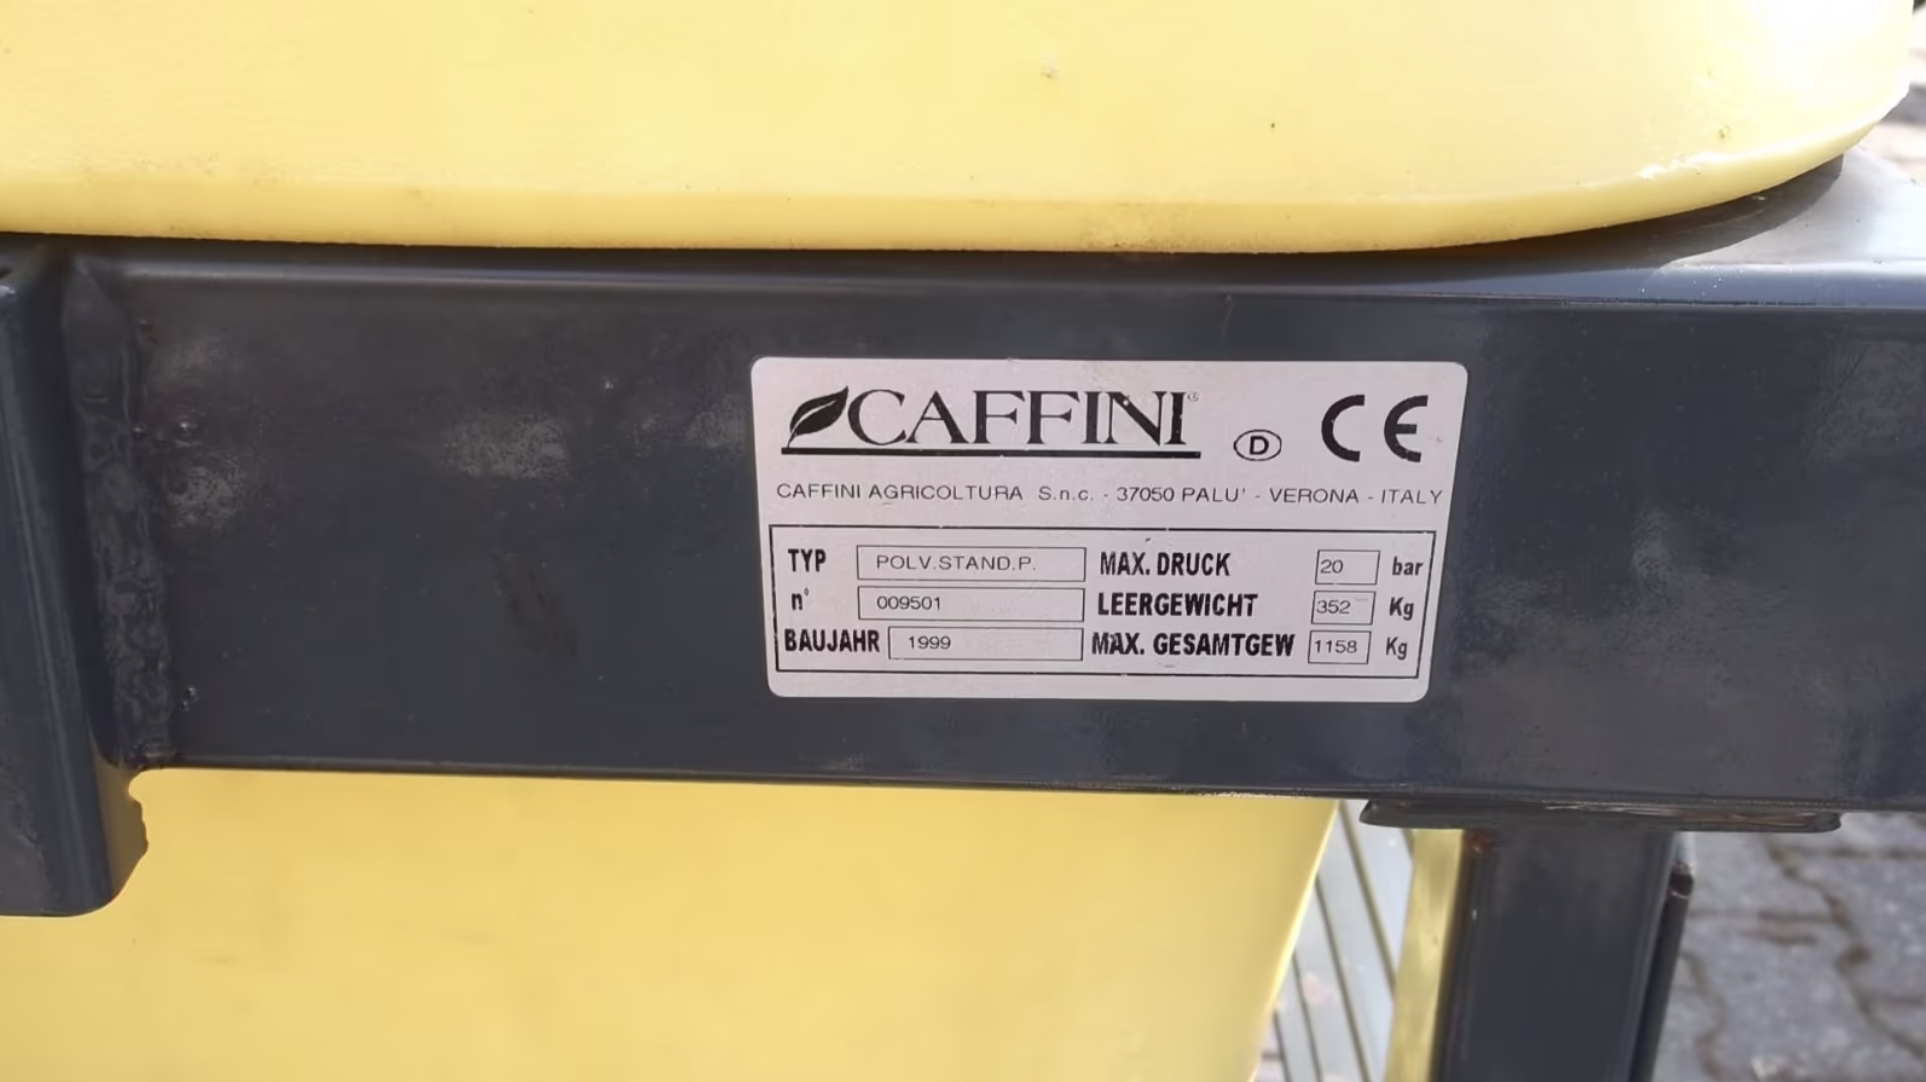 CAFFINI® D CE
CAFFINI AGRICOLTURA S.n.c. - 37050 PALU' - VERONA - ITALY
TYP POLV.STAND.P. MAX. DRUCK 20 bar
n° 009501 LEERGEWICHT 352 Kg
BAUJAHR 1999 MAX. GESAMTGEW 1158 Kg